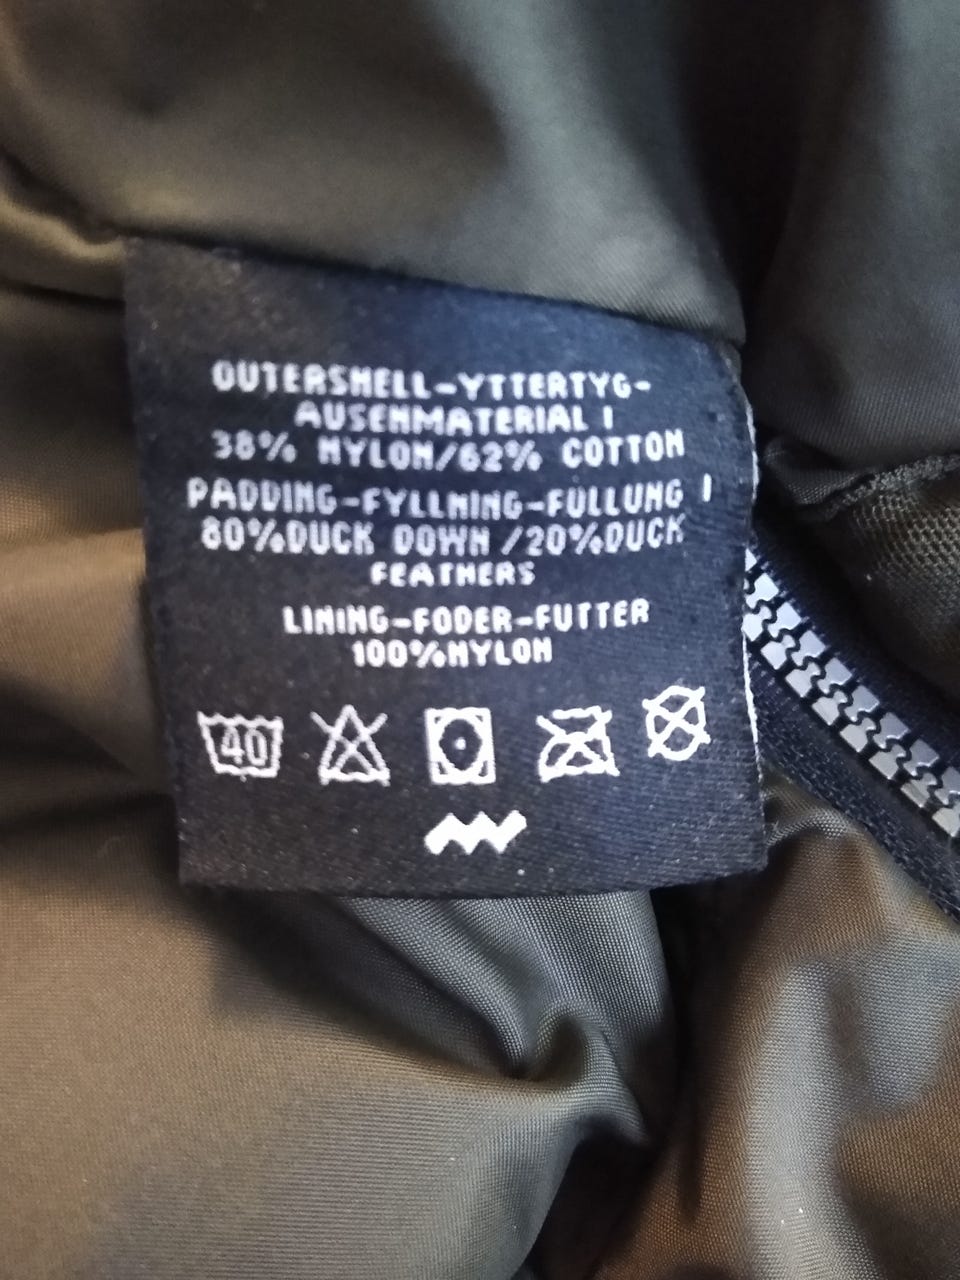 OUTERSHELL-YTTERTYG-
AUSENMATERIAL :
38% NYLON/62% COTTON
PADDING-FYLLNING-FULLUNG :
80%DUCK DOWN /20%DUCK
FEATHERS
LINING-FODER-FUTTER
100%NYLON
40